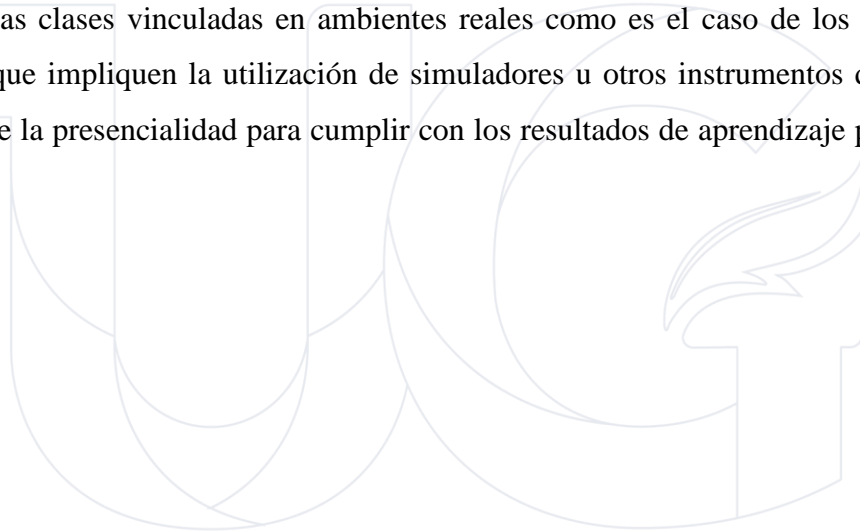 as clases vinculadas en ambientes reales como es el caso de los
que impliquen la utilización de simuladores u otros instrumentos
e la presencialidad para cumplir con los resultados de aprendizaje
UG